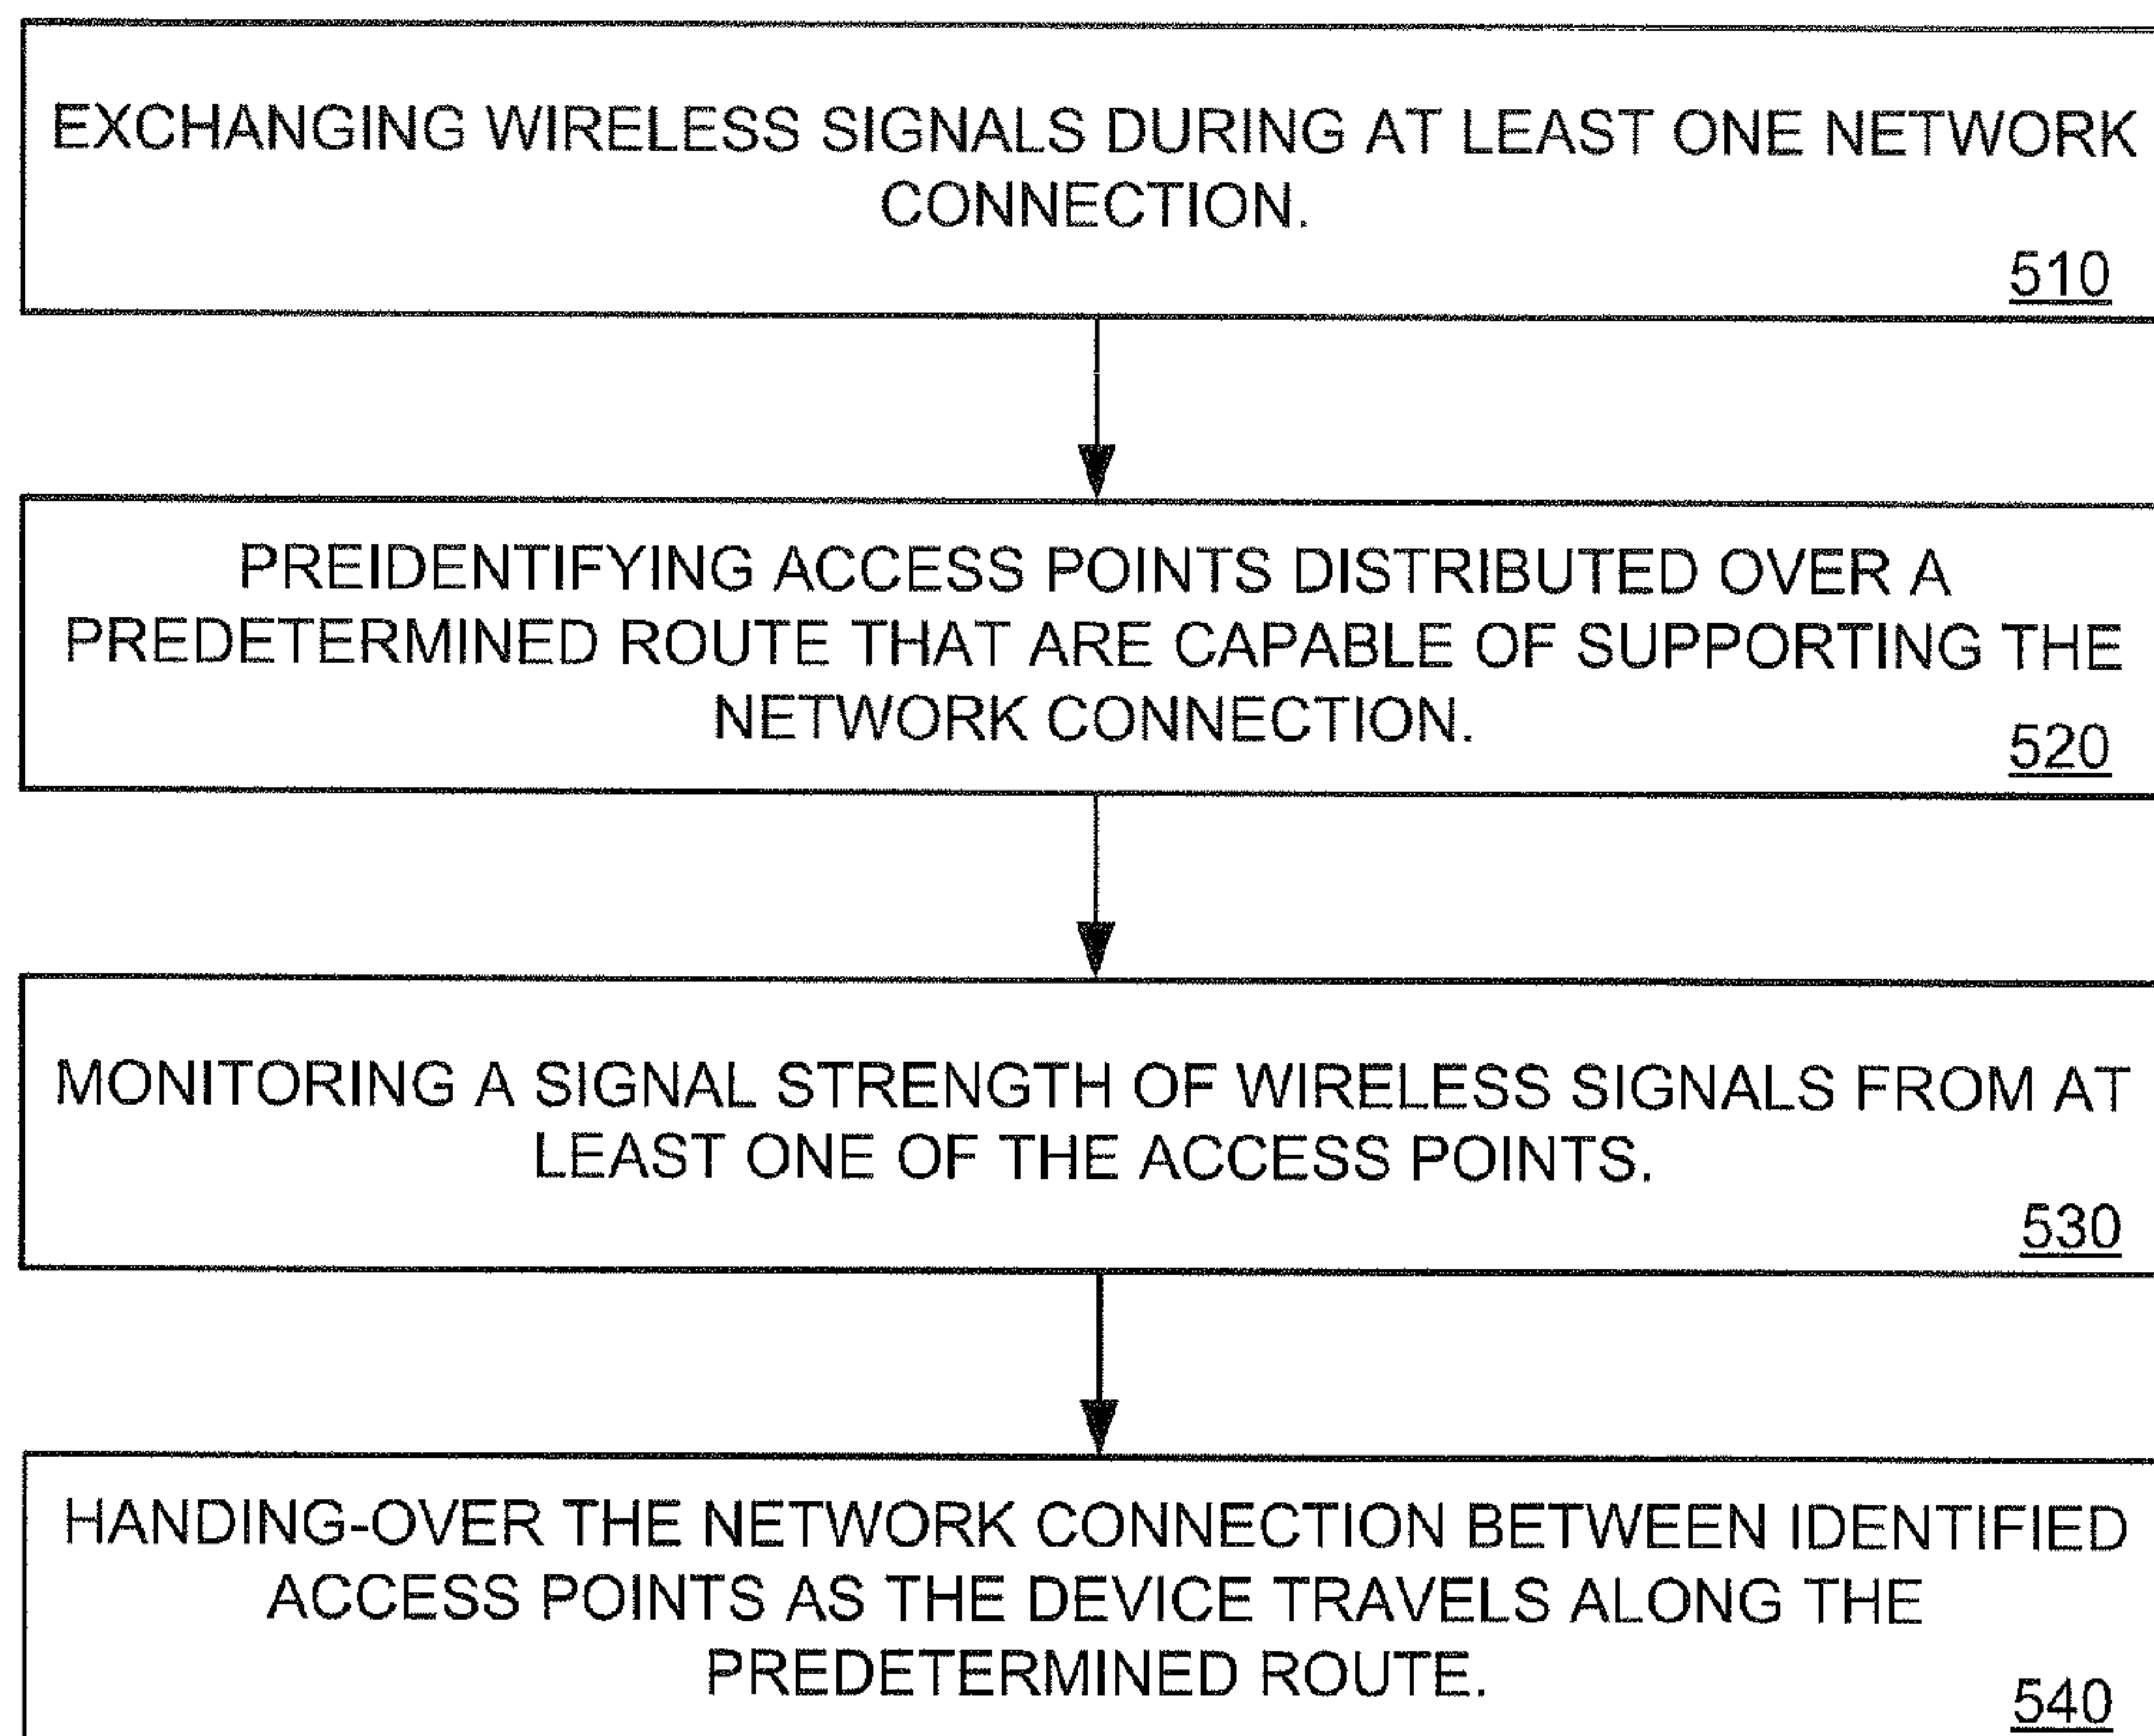 EXCHANGING WIRELESS SIGNALS DURING AT LEAST ONE NETWORK
CONNECTION.
510
PREIDENTIFYING ACCESS POINTS DISTRIBUTED OVER A
PREDETERMINED ROUTE THAT ARE CAPABLE OF SUPPORTING THE
NETWORK CONNECTION.
520
MONITORING A SIGNAL STRENGTH OF WIRELESS SIGNALS FROM AT
LEAST ONE OF THE ACCESS POINTS.
530
HANDING-OVER THE NETWORK CONNECTION BETWEEN IDENTIFIED
ACCESS POINTS AS THE DEVICE TRAVELS ALONG THE
PREDETERMINED ROUTE.
540